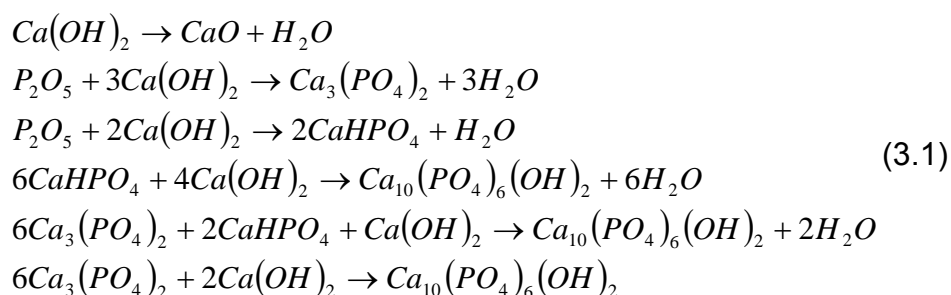 Ca(OH)₂ → CaO + H₂O
P₂O₅ + 3Ca(OH)₂ → Ca₃(PO₄)₂ + 3H₂O
P₂O₅ + 2Ca(OH)₂ → 2CaHPO₄ + H₂O
(3.1)
6CaHPO₄ + 4Ca(OH)₂ → Ca₁₀(PO₄)₆(OH)₂ + 6H₂O
6Ca₃(PO₄)₂ + 2CaHPO₄ + Ca(OH)₂ → Ca₁₀(PO₄)₆(OH)₂ + 2H₂O
6Ca₃(PO₄)₂ + 2Ca(OH)₂ → Ca₁₀(PO₄)₆(OH)₂